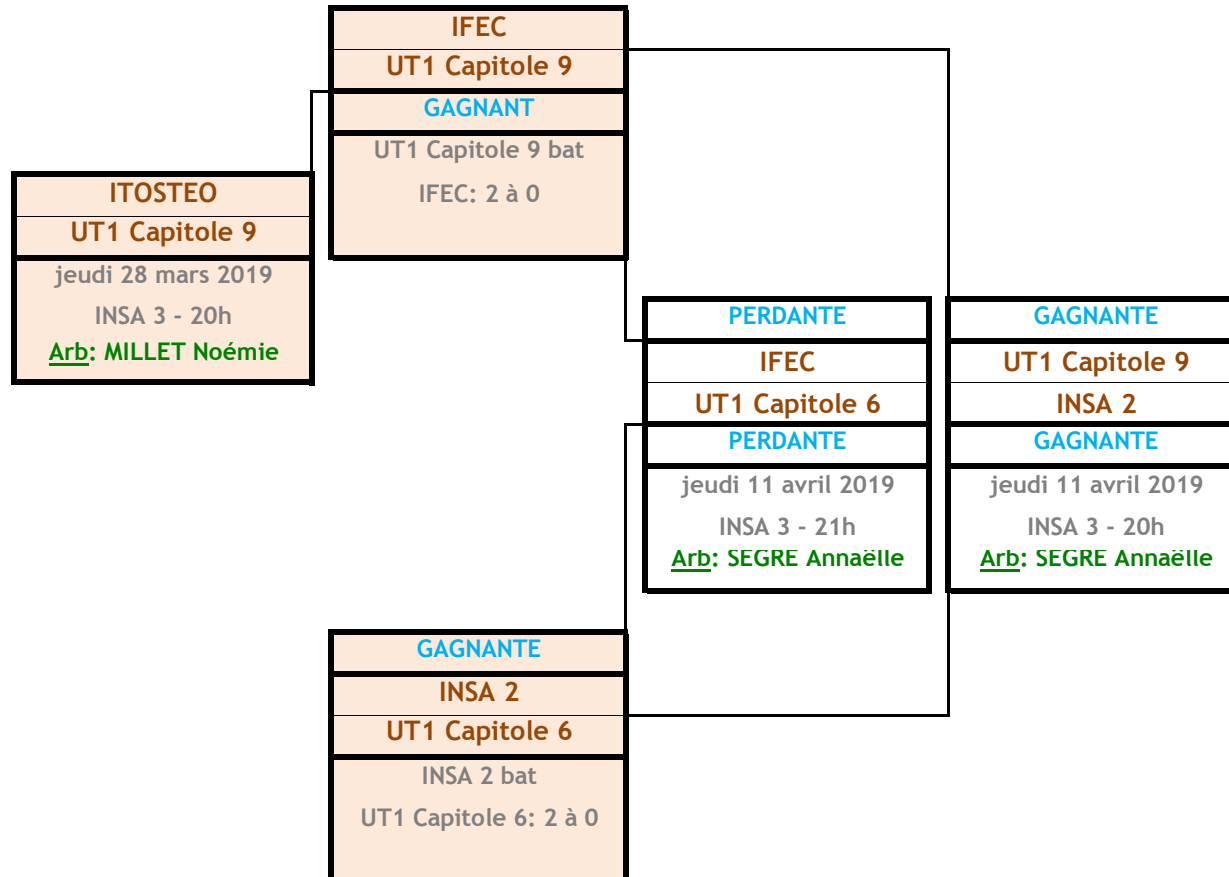 IFEC
UT1 Capitole 9
GAGNANT
UT1 Capitole 9 bat
IFEC: 2 à 0
ITOSTEO
UT1 Capitole 9
jeudi 28 mars 2019
INSA 3 - 20h
Arb: MILLET Noémie
PERDANTE
IFEC
UT1 Capitole 6
PERDANTE
jeudi 11 avril 2019
INSA 3 - 21h
Arb: SEGRE Annaëlle
GAGNANTE
UT1 Capitole 9
INSA 2
GAGNANTE
jeudi 11 avril 2019
INSA 3 - 20h
Arb: SEGRE Annaëlle
GAGNANTE
INSA 2
UT1 Capitole 6
INSA 2 bat
UT1 Capitole 6: 2 à 0